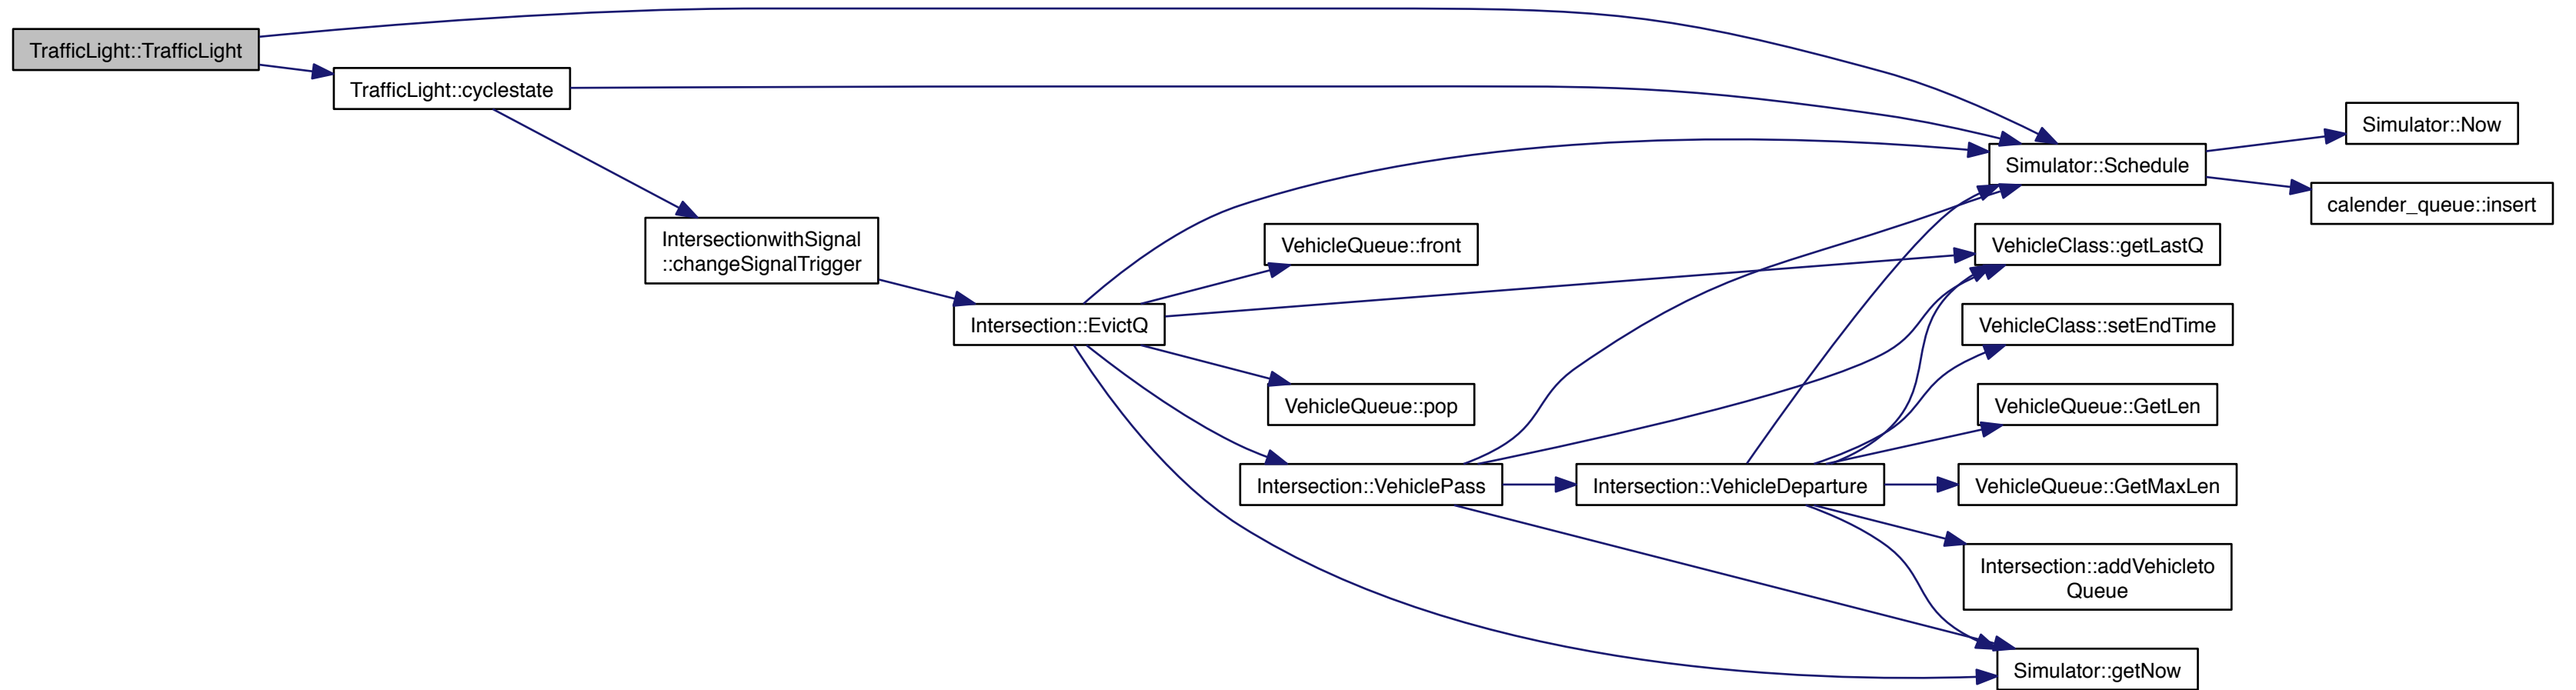 TrafficLight::TrafficLight
TrafficLight::cyclestate
IntersectionwithSignal
::changeSignalTrigger
Intersection::EvictQ
VehicleQueue::front
VehicleQueue::pop
Intersection::VehiclePass
Intersection::VehicleDeparture
Simulator::Schedule
VehicleClass::getLastQ
VehicleClass::setEndTime
VehicleQueue::GetLen
VehicleQueue::GetMaxLen
Intersection::addVehicleto
Queue
Simulator::getNow
Simulator::Now
calender_queue::insert